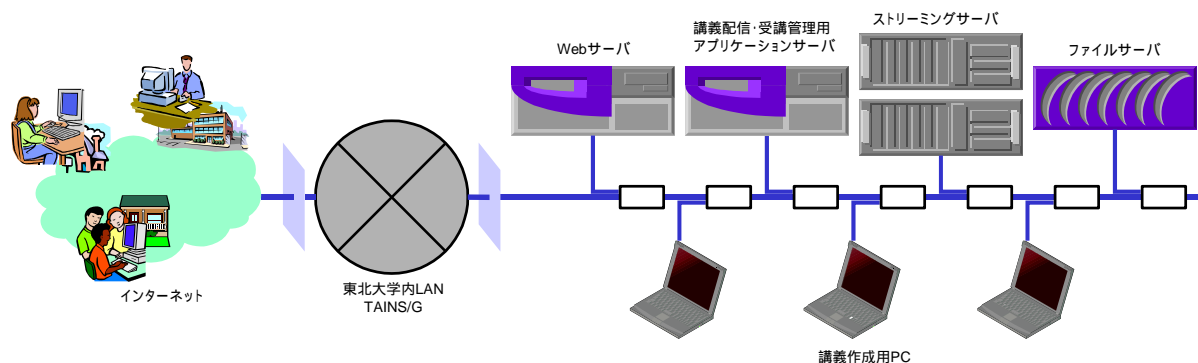 ストリーミングサーバ
講義配信・受講管理用
アプリケーションサーバ
Webサーバ
ファイルサーバ
インターネット
東北大学内LAN
TAINS/G
講義作成用PC